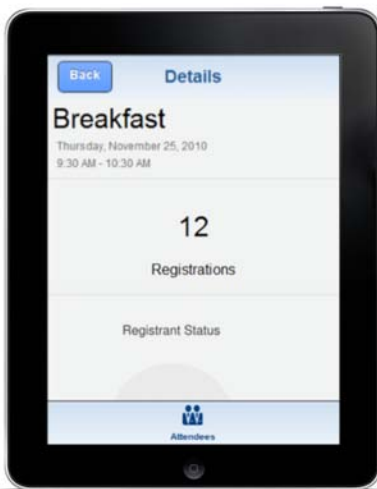 Back
Details
Breakfast
Thursday, November 25, 2010
9:30 AM - 10:30 AM
12
Registrations
Registrant Status
Attendees